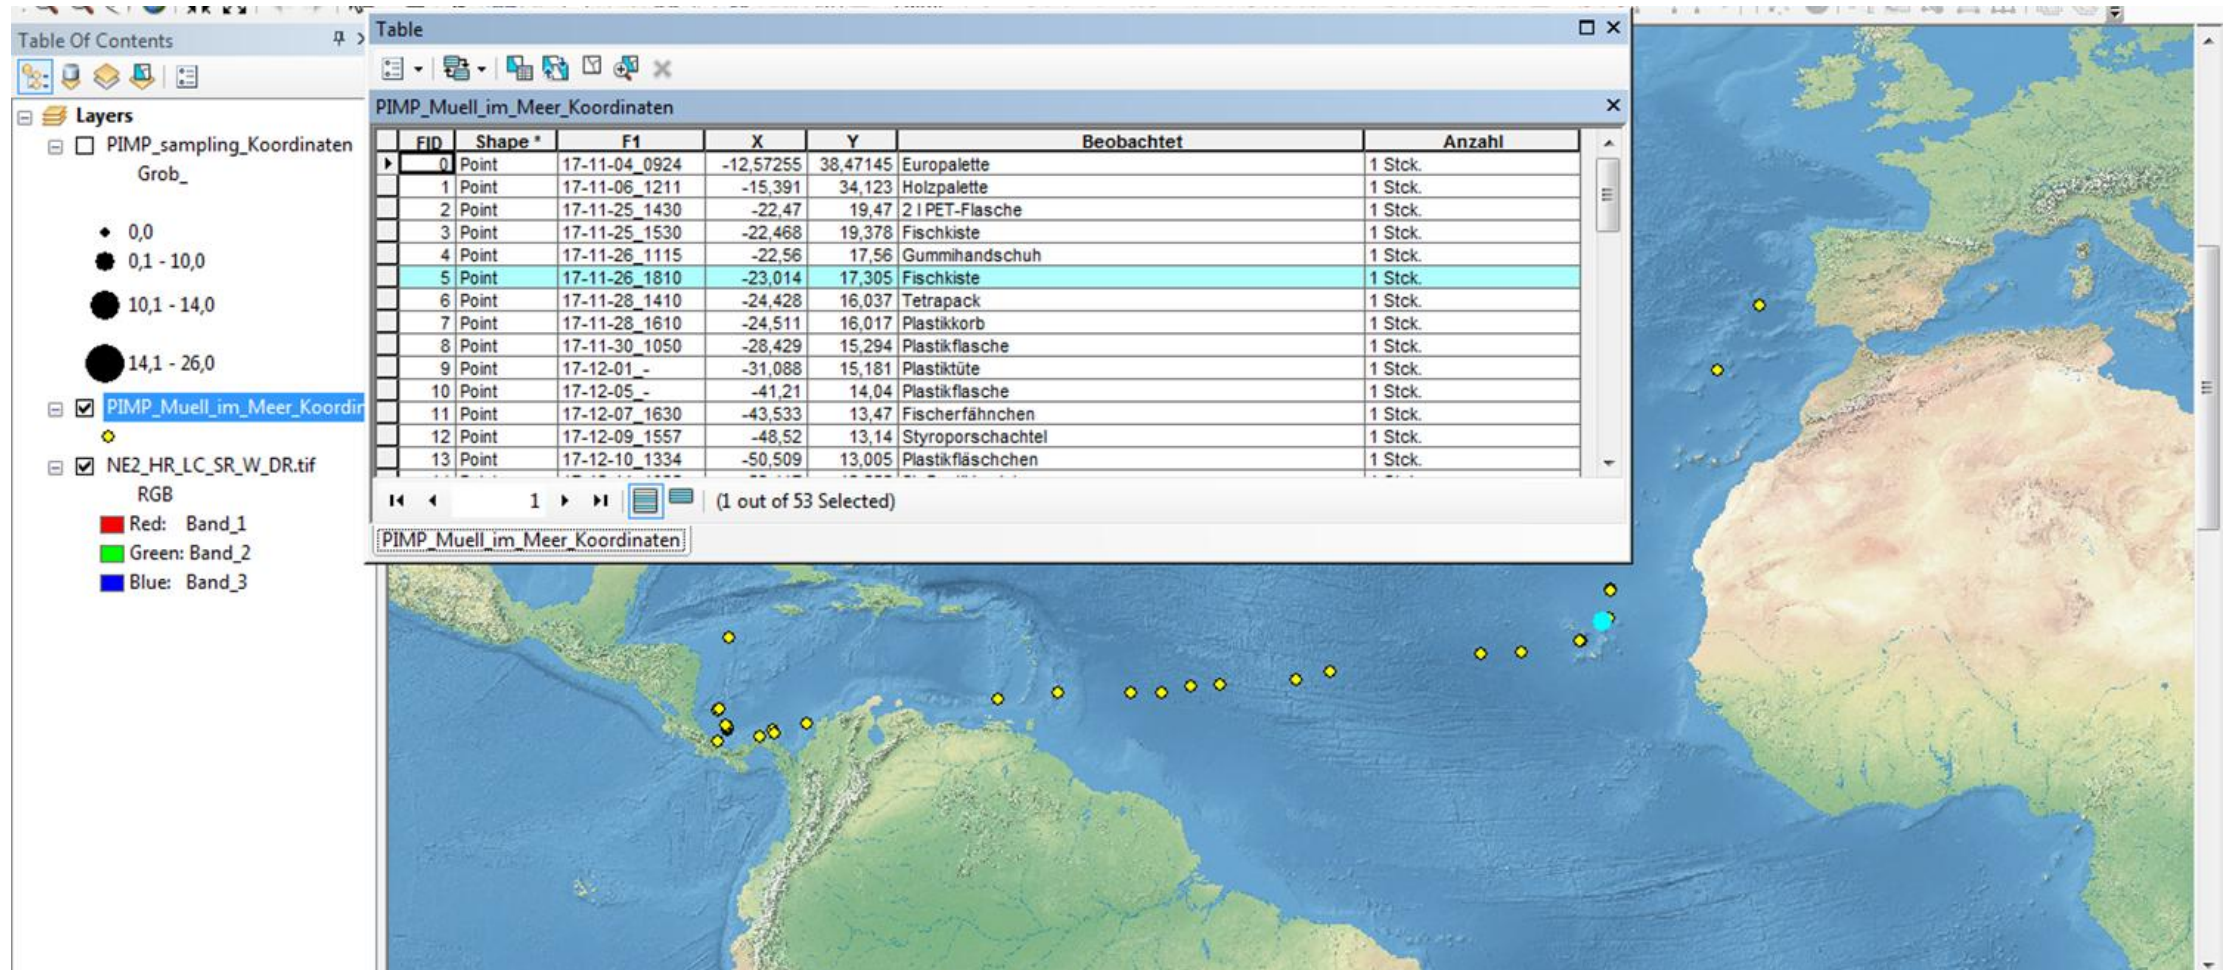 Table Of Contents
Layers
PIMP_sampling_Koordinaten
Grob_
0,0
0,1 - 10,0
10,1 - 14,0
14,1 - 26,0
PIMP_Muell_im_Meer_Koordin
NE2_HR_LC_SR_W_DR.tif
RGB
Red: Band_1
Green: Band_2
Blue: Band_3
Table
PIMP_Muell_im_Meer_Koordinaten
FID Shape * F1 X Y Beobachtet Anzahl
0 Point 17-11-04_0924 -12,57255 38,47145 Europalette 1 Stck.
1 Point 17-11-06_1211 -15,391 34,123 Holzpalette 1 Stck.
2 Point 17-11-25_1430 -22,47 19,47 2 l PET-Flasche 1 Stck.
3 Point 17-11-25_1530 -22,468 19,378 Fischkiste 1 Stck.
4 Point 17-11-26_1115 -22,56 17,56 Gummihandschuh 1 Stck.
5 Point 17-11-26_1810 -23,014 17,305 Fischkiste 1 Stck.
6 Point 17-11-28_1410 -24,428 16,037 Tetrapack 1 Stck.
7 Point 17-11-28_1610 -24,511 16,017 Plastikkorb 1 Stck.
8 Point 17-11-30_1050 -28,429 15,294 Plastikflasche 1 Stck.
9 Point 17-12-01_- -31,088 15,181 Plastiktüte 1 Stck.
10 Point 17-12-05_- -41,21 14,04 Plastikflasche 1 Stck.
11 Point 17-12-07_1630 -43,533 13,47 Fischerfähnchen 1 Stck.
12 Point 17-12-09_1557 -48,52 13,14 Styroporschachtel 1 Stck.
13 Point 17-12-10_1334 -50,509 13,005 Plastikfläschchen 1 Stck.
1 (1 out of 53 Selected)
PIMP_Muell_im_Meer_Koordinaten